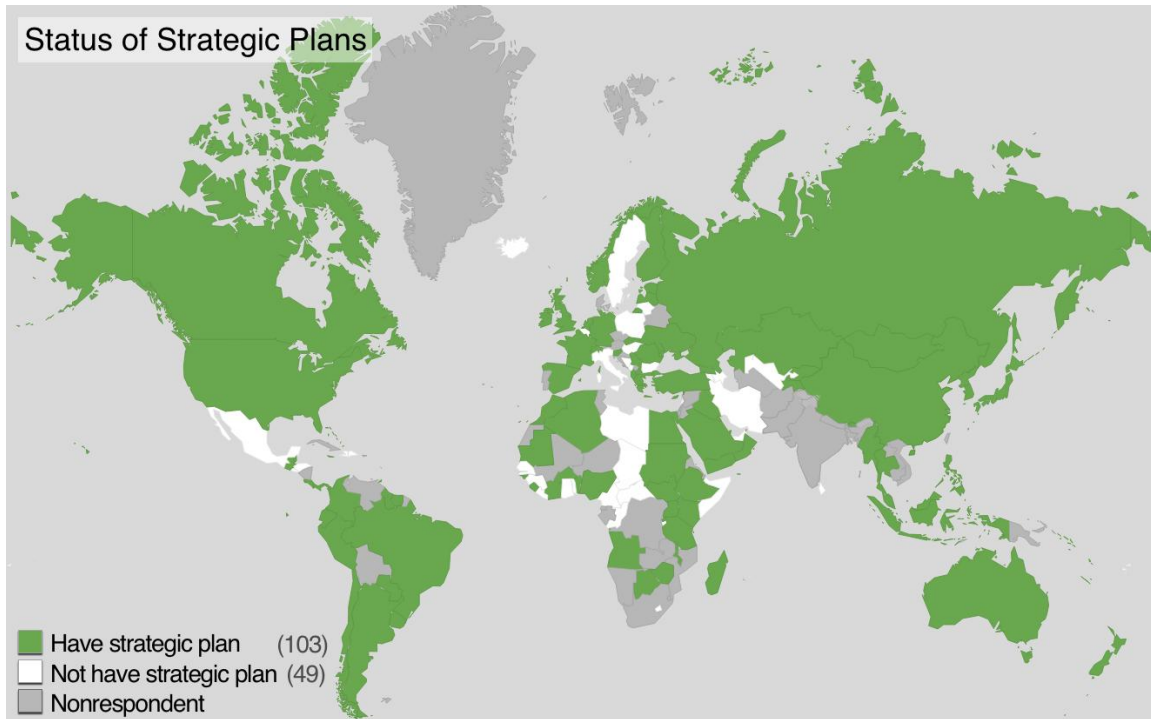 Status of Strategic Plans
Have strategic plan (103)
Not have strategic plan (49)
Nonrespondent